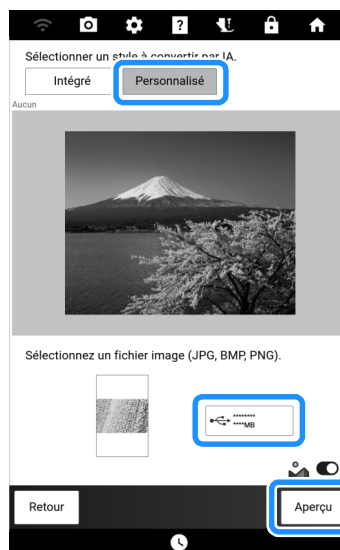 ?
Sélectionner un style à convertir par IA.
Intégré
Personnalisé
Aucun
Sélectionnez un fichier image (JPG, BMP, PNG).
********
****MB
Retour
Aperçu